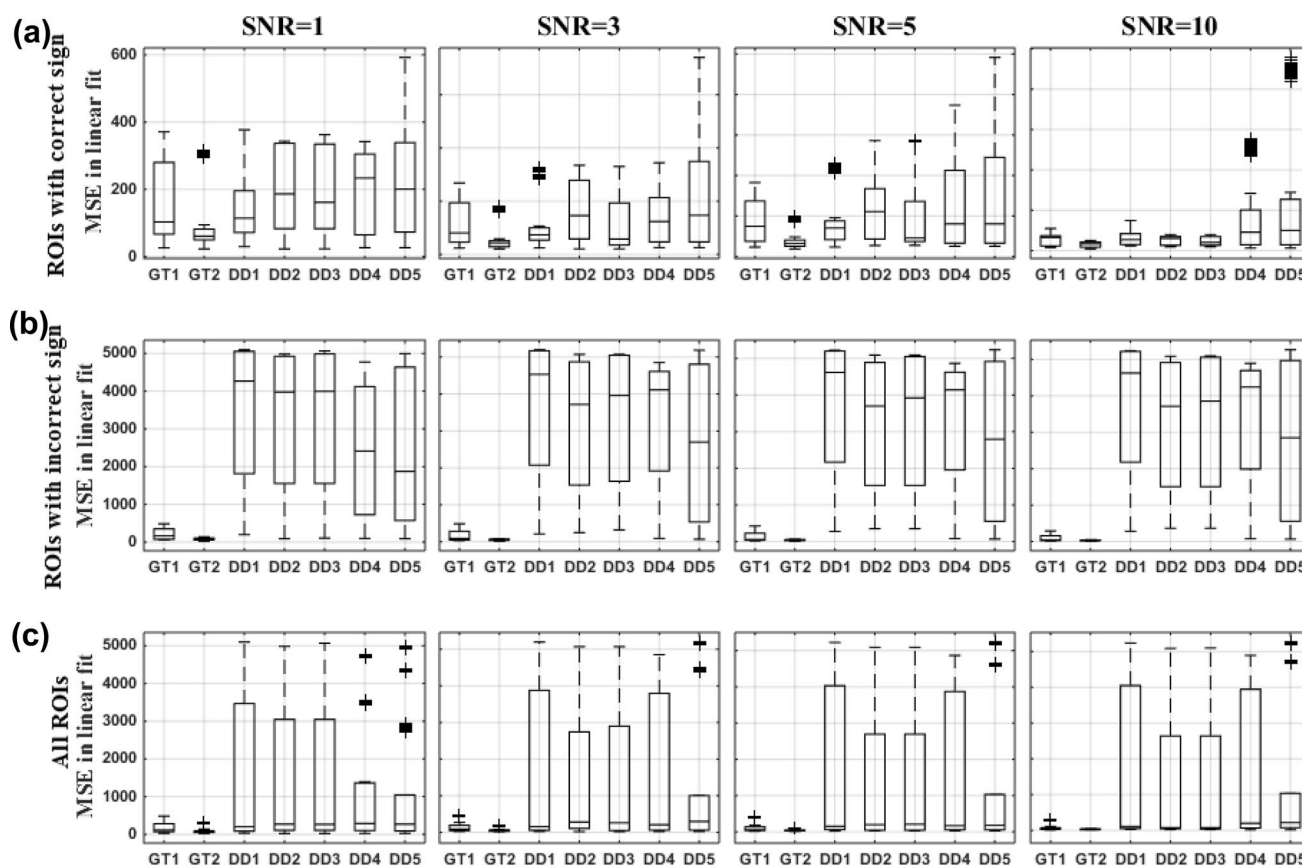 (a) SNR=1 SNR=3 SNR=5 SNR=10
ROIs with correct sign
MSE in linear fit
600
400
200
0
GT1 GT2 DD1 DD2 DD3 DD4 DD5 GT1 GT2 DD1 DD2 DD3 DD4 DD5 GT1 GT2 DD1 DD2 DD3 DD4 DD5 GT1 GT2 DD1 DD2 DD3 DD4 DD5
(b)
ROIs with incorrect sign
MSE in linear fit
5000
4000
3000
2000
1000
0
GT1 GT2 DD1 DD2 DD3 DD4 DD5 GT1 GT2 DD1 DD2 DD3 DD4 DD5 GT1 GT2 DD1 DD2 DD3 DD4 DD5 GT1 GT2 DD1 DD2 DD3 DD4 DD5
(c)
All ROIs
MSE in linear fit
5000
4000
3000
2000
1000
0
GT1 GT2 DD1 DD2 DD3 DD4 DD5 GT1 GT2 DD1 DD2 DD3 DD4 DD5 GT1 GT2 DD1 DD2 DD3 DD4 DD5 GT1 GT2 DD1 DD2 DD3 DD4